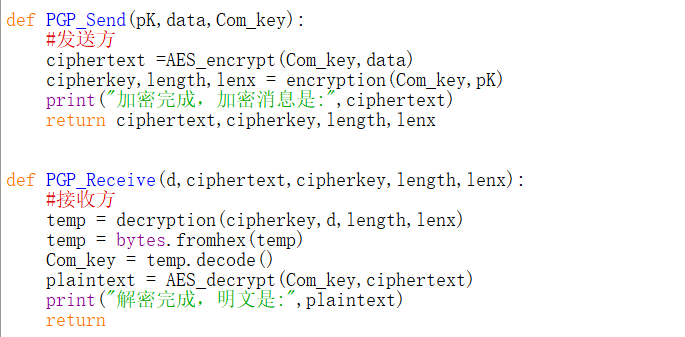 def PGP_Send(pK,data,Com_key):
    #发送方
    ciphertext =AES_encrypt(Com_key,data)
    cipherkey,length,lenx = encryption(Com_key,pK)
    print("加密完成，加密消息是:",ciphertext)
    return ciphertext,cipherkey,length,lenx
def PGP_Receive(d,ciphertext,cipherkey,length,lenx):
    #接收方
    temp = decryption(cipherkey,d,length,lenx)
    temp = bytes.fromhex(temp)
    Com_key = temp.decode()
    plaintext = AES_decrypt(Com_key,ciphertext)
    print("解密完成，明文是:",plaintext)
    return